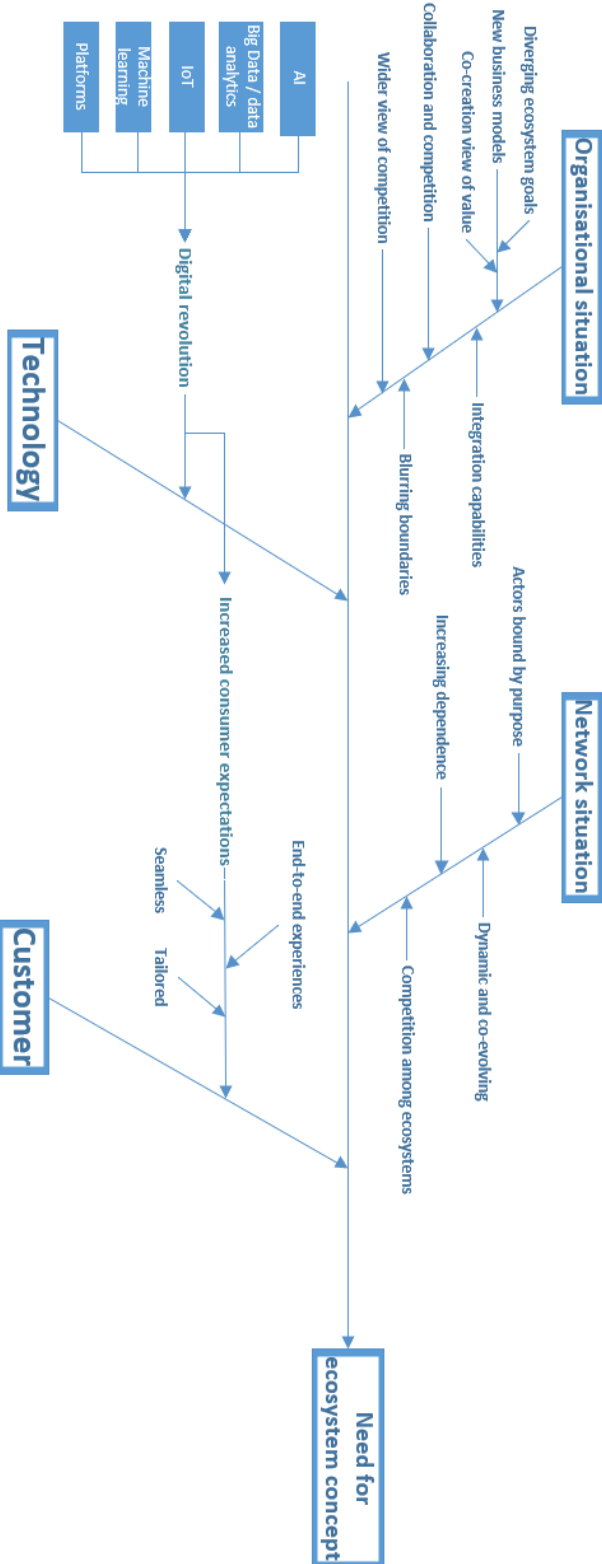 Organisational situation
Network situation
Diverging ecosystem goals
New business models
Co-creation view of value
Collaboration and competition
Wider view of competition
Integration capabilities
Blurring boundaries
Actors bound by purpose
Increasing dependence
Dynamic and co-evolving
Competition among ecosystems
Need for
ecosystem concept
AI
Big Data / data
analytics
IoT
Machine
learning
Platforms
Digital revolution
Increased consumer expectations
End-to-end experiences
Seamless
Tailored
Technology
Customer